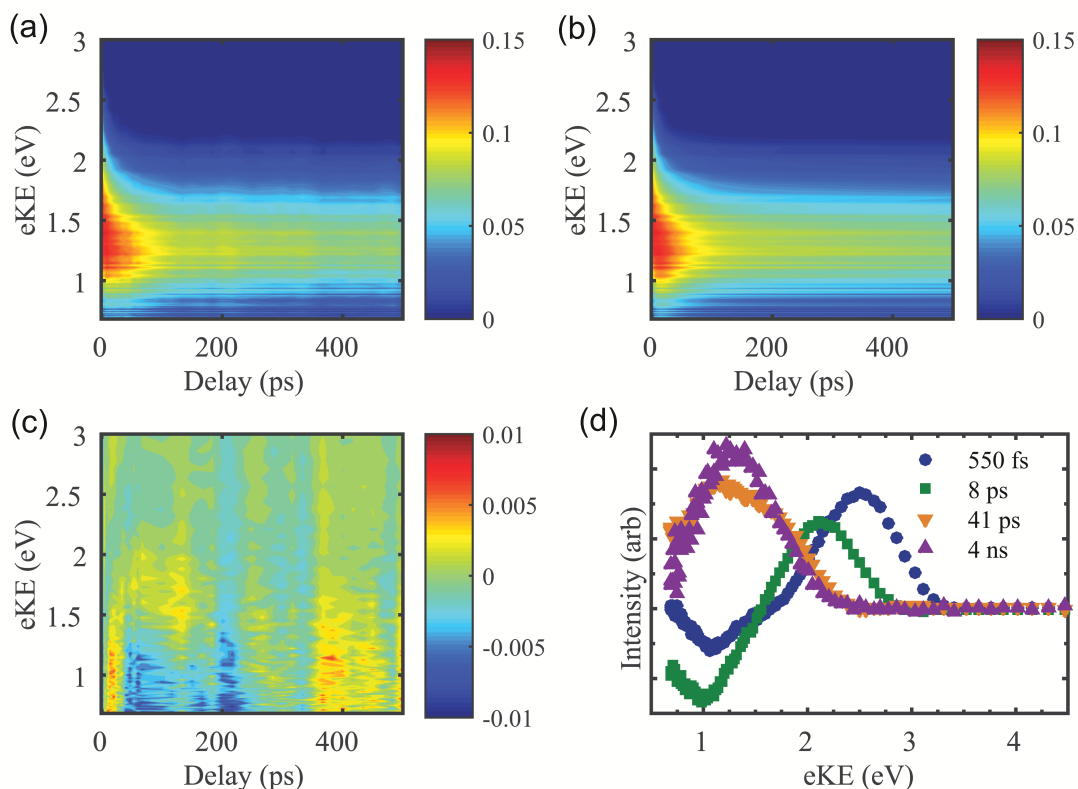 (a)
(b)
3
2.5
2
1.5
1
eKE (eV)
0
200
400
Delay (ps)
0.15
0.1
0.05
0
3
2.5
2
1.5
1
eKE (eV)
0
200
400
Delay (ps)
0.15
0.1
0.05
0
(c)
(d)
3
2.5
2
1.5
1
eKE (eV)
0
200
400
Delay (ps)
0.01
0.005
0
-0.005
-0.01
Intensity (arb)
550 fs
8 ps
41 ps
4 ns
1
2
3
4
eKE (eV)